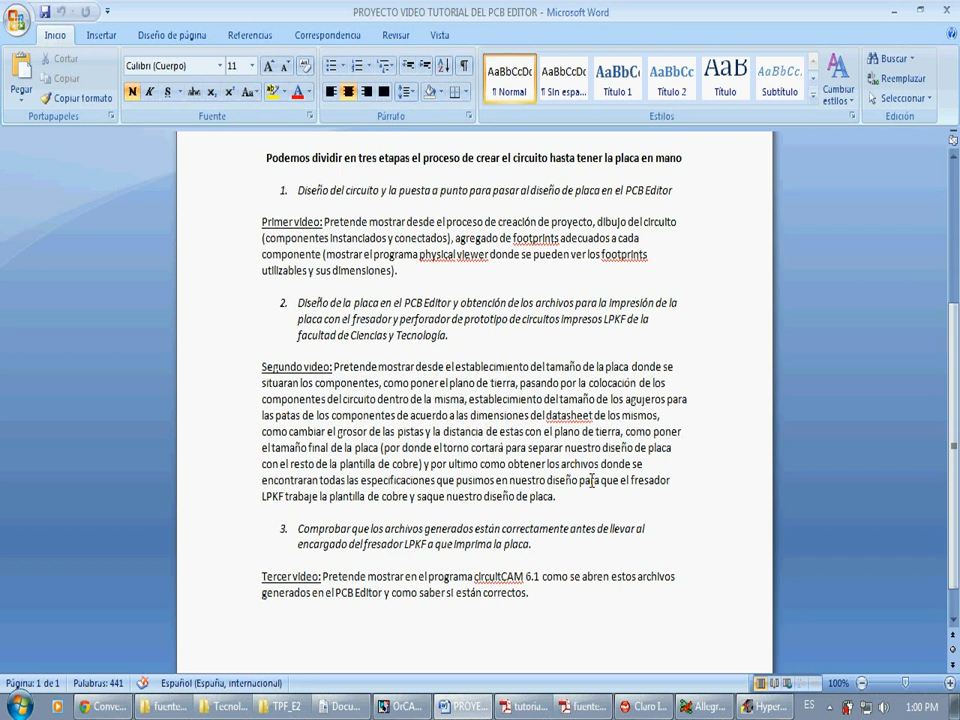 PROYECTO VIDEO TUTORIAL DEL PCB EDITOR - Microsoft Word
Inicio Insertar Diseño de página Referencias Correspondencia Revisar Vista
Pegar
Cortar
Copiar
Copiar formato
Portapapeles
Calibri (Cuerpo) 11
Fuente
Párrafo
AaBbCcDc AaBbCcDc AaBbC AaBbCc AaB AaBbCc.
¶ Normal ¶ Sin espa... Título 1 Título 2 Título Subtítulo
Cambiar estilos
Estilos
Buscar
Reemplazar
Seleccionar
Edición
Podemos dividir en tres etapas el proceso de crear el circuito hasta tener la placa en mano
1. Diseño del circuito y la puesta a punto para pasar al diseño de placa en el PCB Editor
Primer video: Pretende mostrar desde el proceso de creación de proyecto, dibujo del circuito
(componentes instanciados y conectados), agregado de footprints adecuados a cada
componente (mostrar el programa physical viewer donde se pueden ver los footprints
utilizables y sus dimensiones).
2. Diseño de la placa en el PCB Editor y obtención de los archivos para la impresión de la
placa con el fresador y perforador de prototipo de circuitos impresos LPKF de la
facultad de Ciencias y Tecnología.
Segundo video: Pretende mostrar desde el establecimiento del tamaño de la placa donde se
situaran los componentes, como poner el plano de tierra, pasando por la colocación de los
componentes del circuito dentro de la misma, establecimiento del tamaño de los agujeros para
las patas de los componentes de acuerdo a las dimensiones del datasheet de los mismos,
como cambiar el grosor de las pistas y la distancia de estas con el plano de tierra, como poner
el tamaño final de la placa (por donde el torno cortará para separar nuestro diseño de placa
con el resto de la plantilla de cobre) y por ultimo como obtener los archivos donde se
encontraran todas las especificaciones que pusimos en nuestro diseño para que el fresador
LPKF trabaje la plantilla de cobre y saque nuestro diseño de placa.
3. Comprobar que los archivos generados están correctamente antes de llevar al
encargado del fresador LPKF a que imprima la placa.
Tercer video: Pretende mostrar en el programa circuitCAM 6.1 como se abren estos archivos
generados en el PCB Editor y como saber si están correctos.
Página: 1 de 1 Palabras: 441 Español (España, internacional) 100%
Conve... fuente... Tecnol... TPF_E2 Docu... OrCA... PROYE... tutoria... fuente... Claro I... Allegr... Hyper... ES 1:00 PM